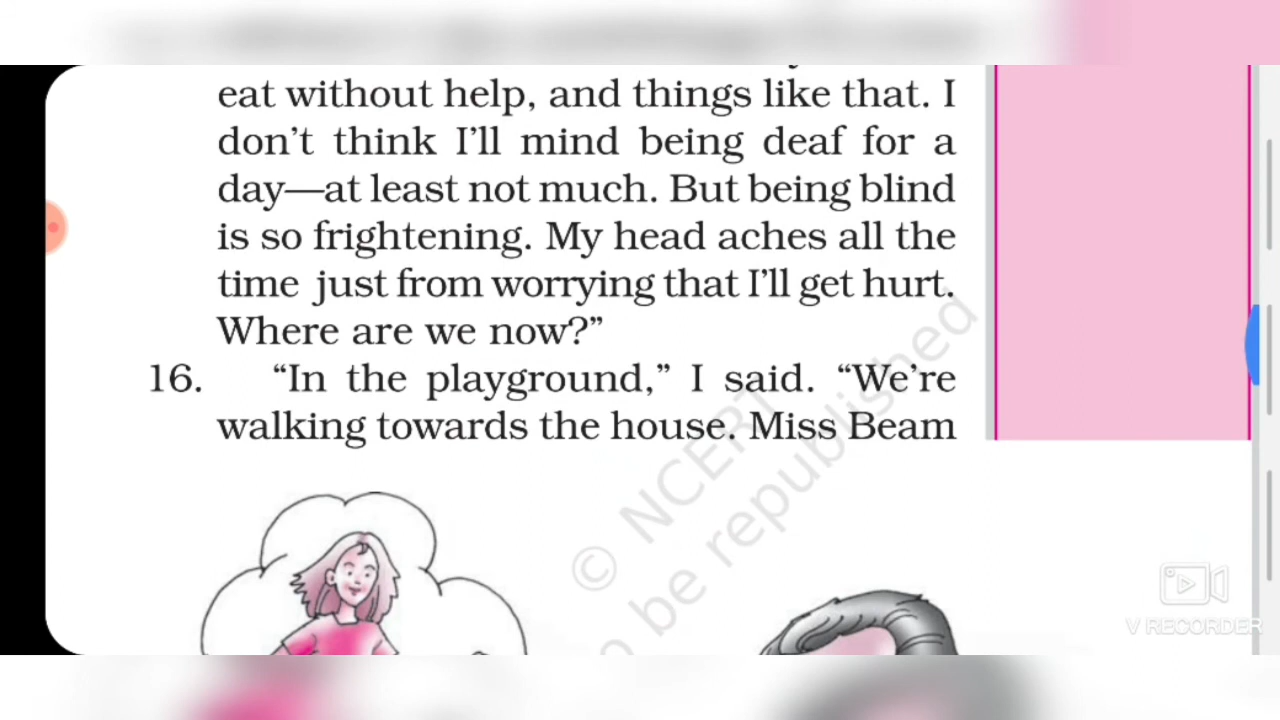 eat without help, and things like that. I
don't think I'll mind being deaf for a
day—at least not much. But being blind
is so frightening. My head aches all the
time just from worrying that I'll get hurt.
Where are we now?”
16. “In the playground,” I said. “We're
walking towards the house. Miss Beam
© NCERT
be republished
V RECORDER